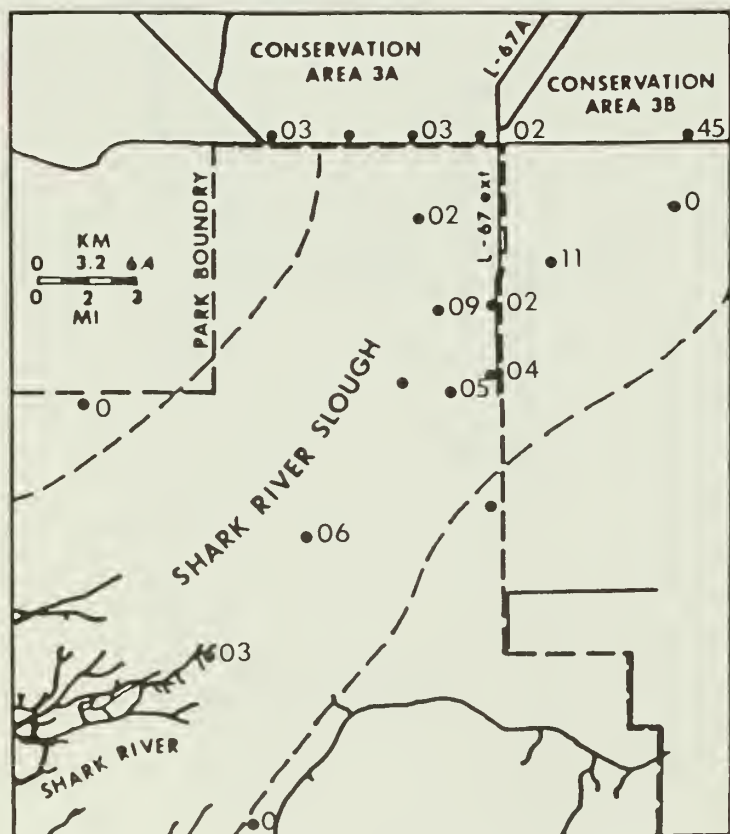 CONSERVATION
AREA 3A
L-67A
CONSERVATION
AREA 3B
03
03
02
45
PARK BOUNDRY
02
L-67 ext
0
11
KM
0 3.2 6.4
0 2 3
MI
09
02
04
05
0
SHARK RIVER SLOUGH
06
03
SHARK RIVER
0